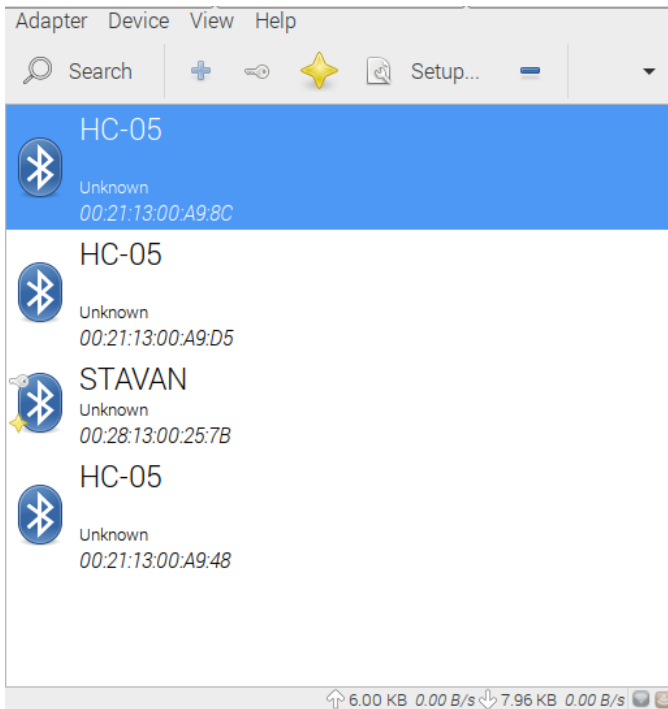 Adapter Device View Help
Search Setup...
HC-05
Unknown
00:21:13:00:A9:8C
HC-05
Unknown
00:21:13:00:A9:D5
STAVAN
Unknown
00:28:13:00:25:7B
HC-05
Unknown
00:21:13:00:A9:48
6.00 KB 0.00 B/s 7.96 KB 0.00 B/s